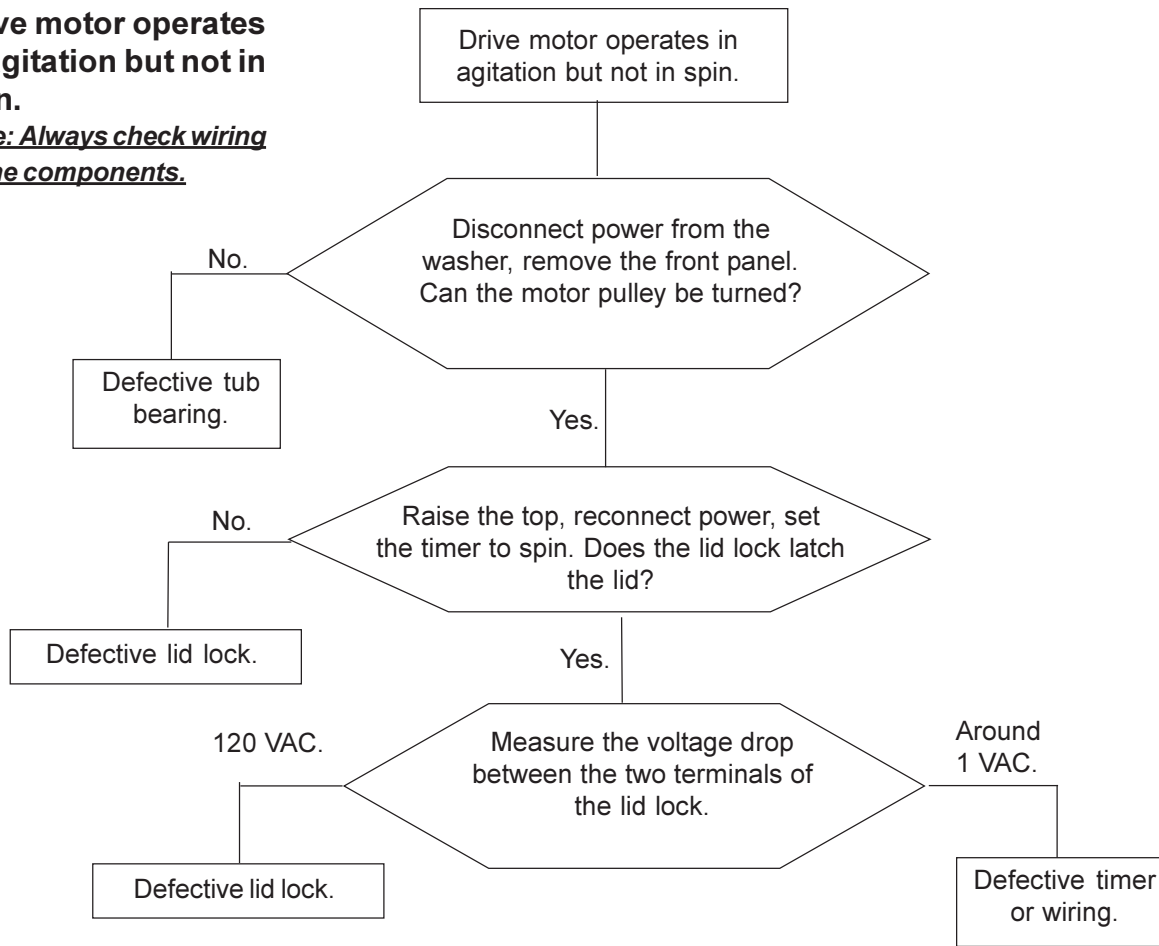 ve motor operates
gitation but not in
n.
e: Always check wiring
he components.
Drive motor operates in
agitation but not in spin.
Disconnect power from the
washer, remove the front panel.
Can the motor pulley be turned?
No.
Defective tub
bearing.
Yes.
Raise the top, reconnect power, set
the timer to spin. Does the lid lock latch
the lid?
No.
Defective lid lock.
Yes.
Measure the voltage drop
between the two terminals of
the lid lock.
120 VAC.
Around
1 VAC.
Defective lid lock.
Defective timer
or wiring.